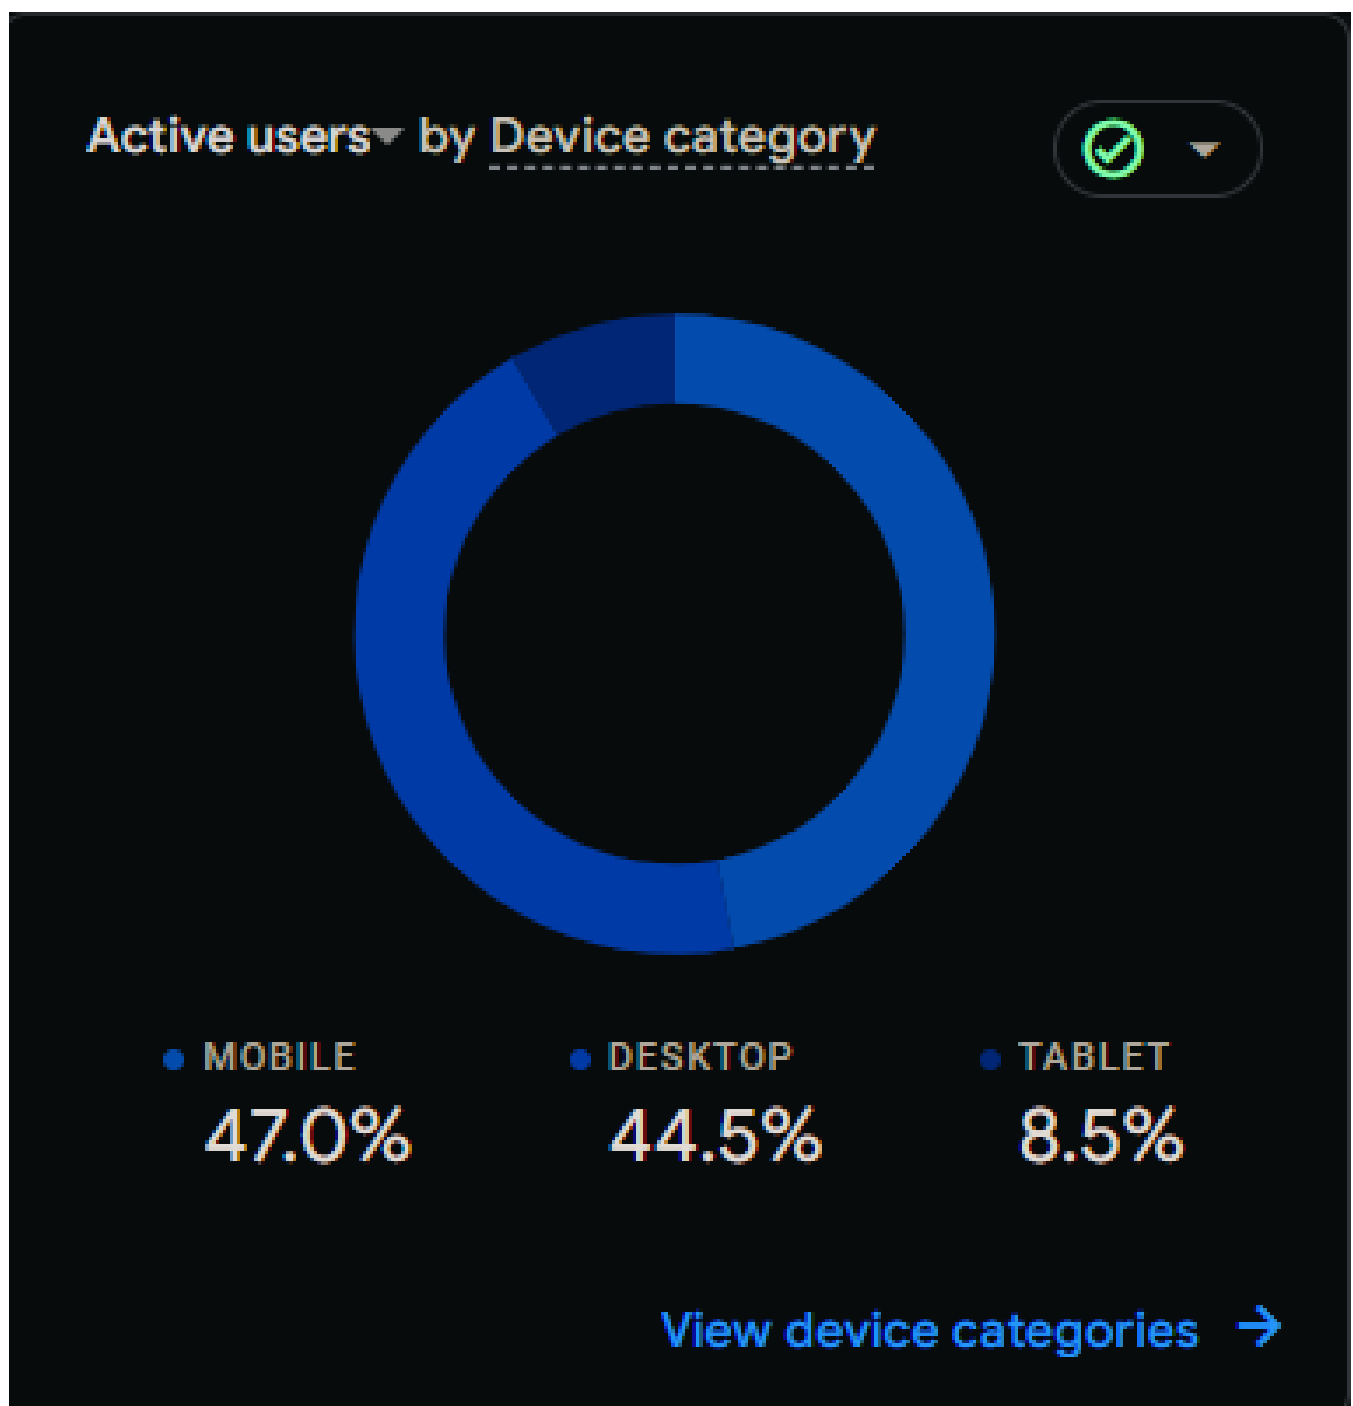 Active users by Device category
MOBILE
47.0%
DESKTOP
44.5%
TABLET
8.5%
View device categories